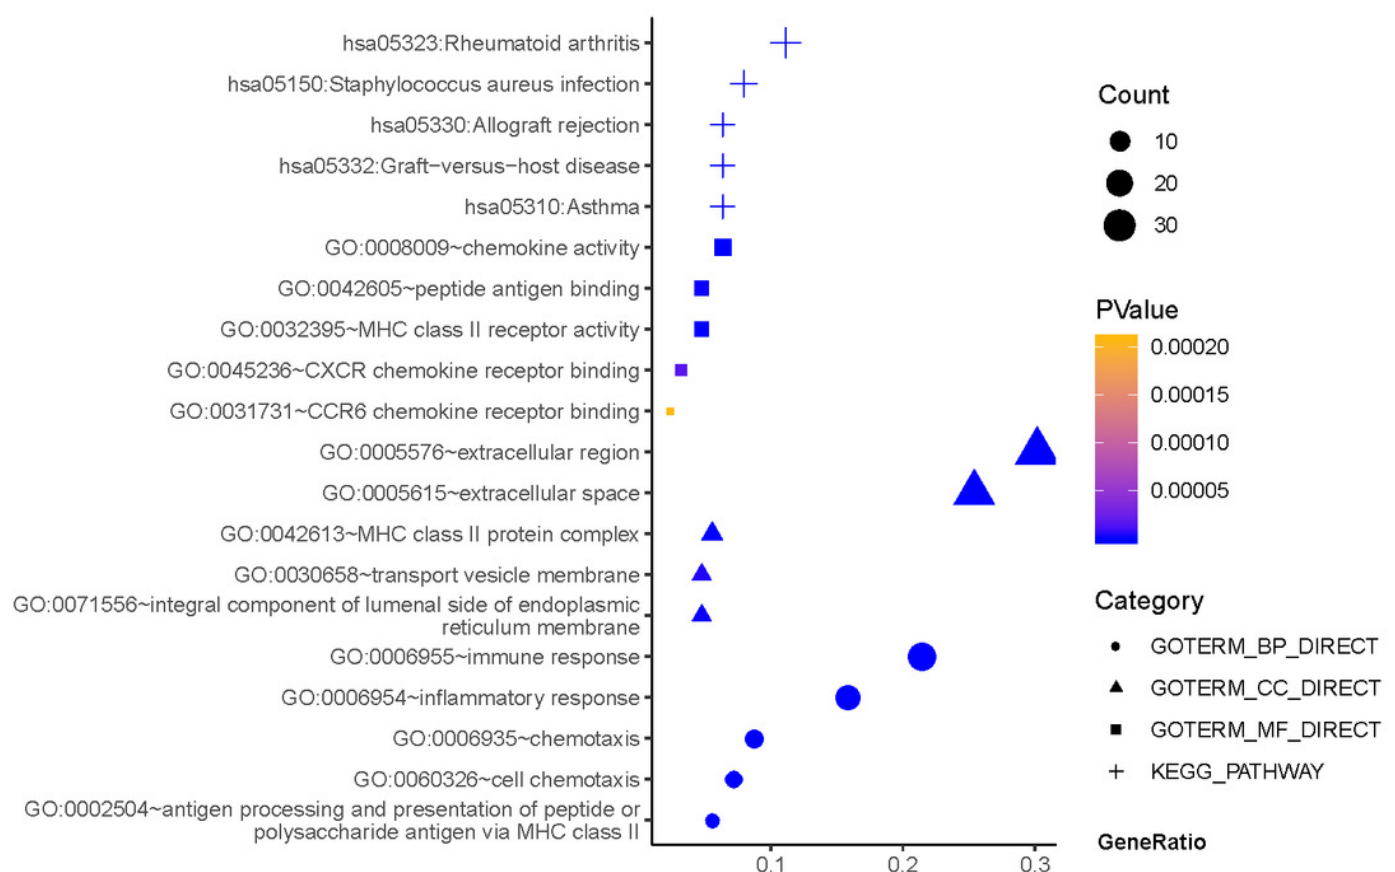 hsa05323:Rheumatoid arthritis
hsa05150:Staphylococcus aureus infection
hsa05330:Allograft rejection
hsa05332:Graft−versus−host disease
hsa05310:Asthma
GO:0008009~chemokine activity
GO:0042605~peptide antigen binding
GO:0032395~MHC class II receptor activity
GO:0045236~CXCR chemokine receptor binding
GO:0031731~CCR6 chemokine receptor binding
GO:0005576~extracellular region
GO:0005615~extracellular space
GO:0042613~MHC class II protein complex
GO:0030658~transport vesicle membrane
GO:0071556~integral component of lumenal side of endoplasmic
reticulum membrane
GO:0006955~immune response
GO:0006954~inflammatory response
GO:0006935~chemotaxis
GO:0060326~cell chemotaxis
GO:0002504~antigen processing and presentation of peptide or
polysaccharide antigen via MHC class II
0.1 0.2 0.3
Count
10
20
30
PValue
0.00020
0.00015
0.00010
0.00005
Category
GOTERM_BP_DIRECT
GOTERM_CC_DIRECT
GOTERM_MF_DIRECT
KEGG_PATHWAY
GeneRatio